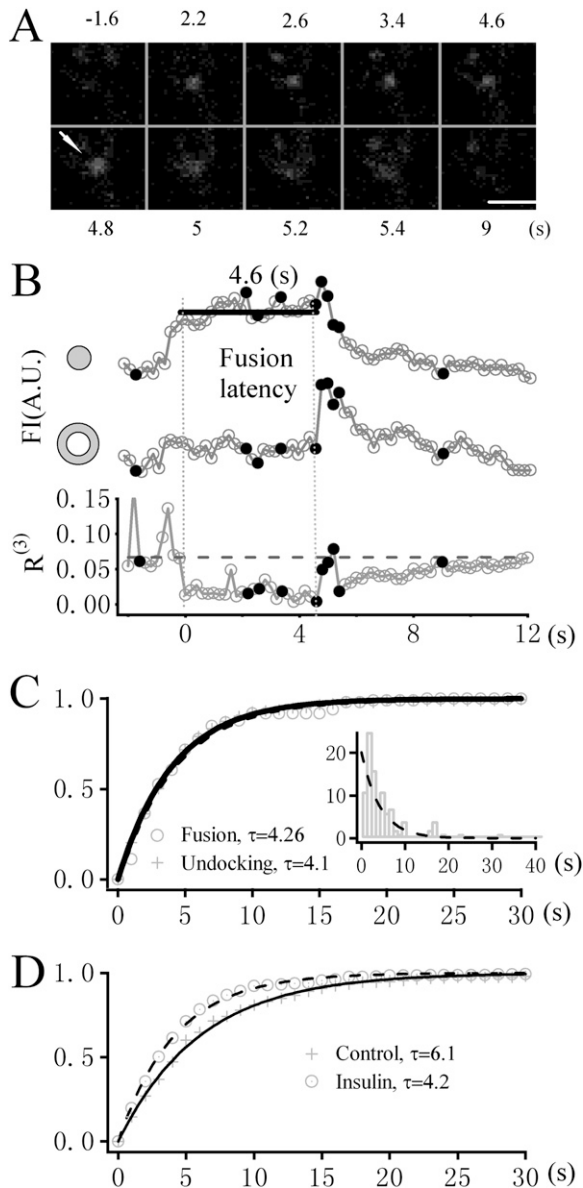 A
-1.6 2.2 2.6 3.4 4.6
4.8 5 5.2 5.4 9 (s)
B
4.6 (s)
Fusion
latency
FI(A.U.)
0.15
0.10
0.05
0.00
R(3)
0 4 8 12 (s)
C
1.0
0.5
0.0
Fusion, τ=4.26
Undocking, τ=4.1
20
10
0
0 10 20 30 40 (s)
0 5 10 15 20 25 30 (s)
D
1.0
0.5
0.0
Control, τ=6.1
Insulin, τ=4.2
0 5 10 15 20 25 30 (s)